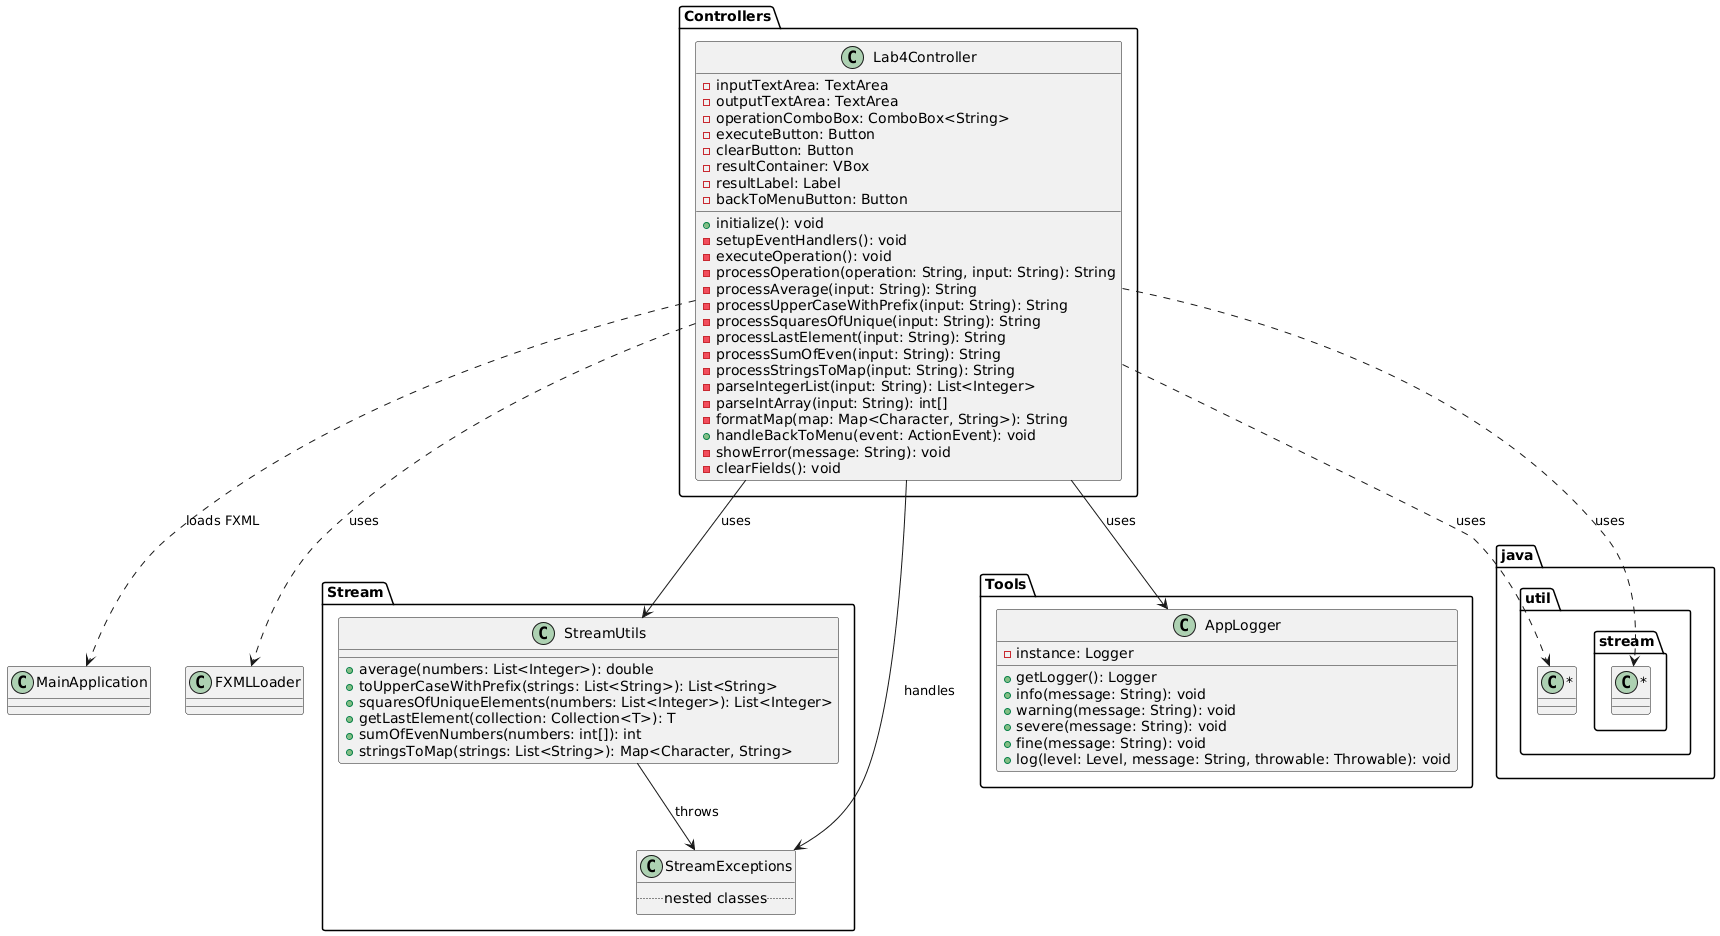 Controllers
C Lab4Controller
inputTextArea: TextArea
outputTextArea: TextArea
operationComboBox: ComboBox<String>
executeButton: Button
clearButton: Button
resultContainer: VBox
resultLabel: Label
backToMenuButton: Button
initialize(): void
setupEventHandlers(): void
executeOperation(): void
processOperation(operation: String, input: String): String
processAverage(input: String): String
processUpperCaseWithPrefix(input: String): String
processSquaresOfUnique(input: String): String
processLastElement(input: String): String
processSumOfEven(input: String): String
processStringsToMap(input: String): String
parseIntegerList(input: String): List<Integer>
parseIntArray(input: String): int[]
formatMap(map: Map<Character, String>): String
handleBackToMenu(event: ActionEvent): void
showError(message: String): void
clearFields(): void
loads FXML
uses
uses
uses
uses
uses
C MainApplication
C FXMLLoader
Stream
C StreamUtils
average(numbers: List<Integer>): double
toUpperCaseWithPrefix(strings: List<String>): List<String>
squaresOfUniqueElements(numbers: List<Integer>): List<Integer>
getLastElement(collection: Collection<T>): T
sumOfEvenNumbers(numbers: int[]): int
stringsToMap(strings: List<String>): Map<Character, String>
handles
throws
C StreamExceptions
nested classes
Tools
C AppLogger
instance: Logger
getLogger(): Logger
info(message: String): void
warning(message: String): void
severe(message: String): void
fine(message: String): void
log(level: Level, message: String, throwable: Throwable): void
java
util
C *
stream
C *